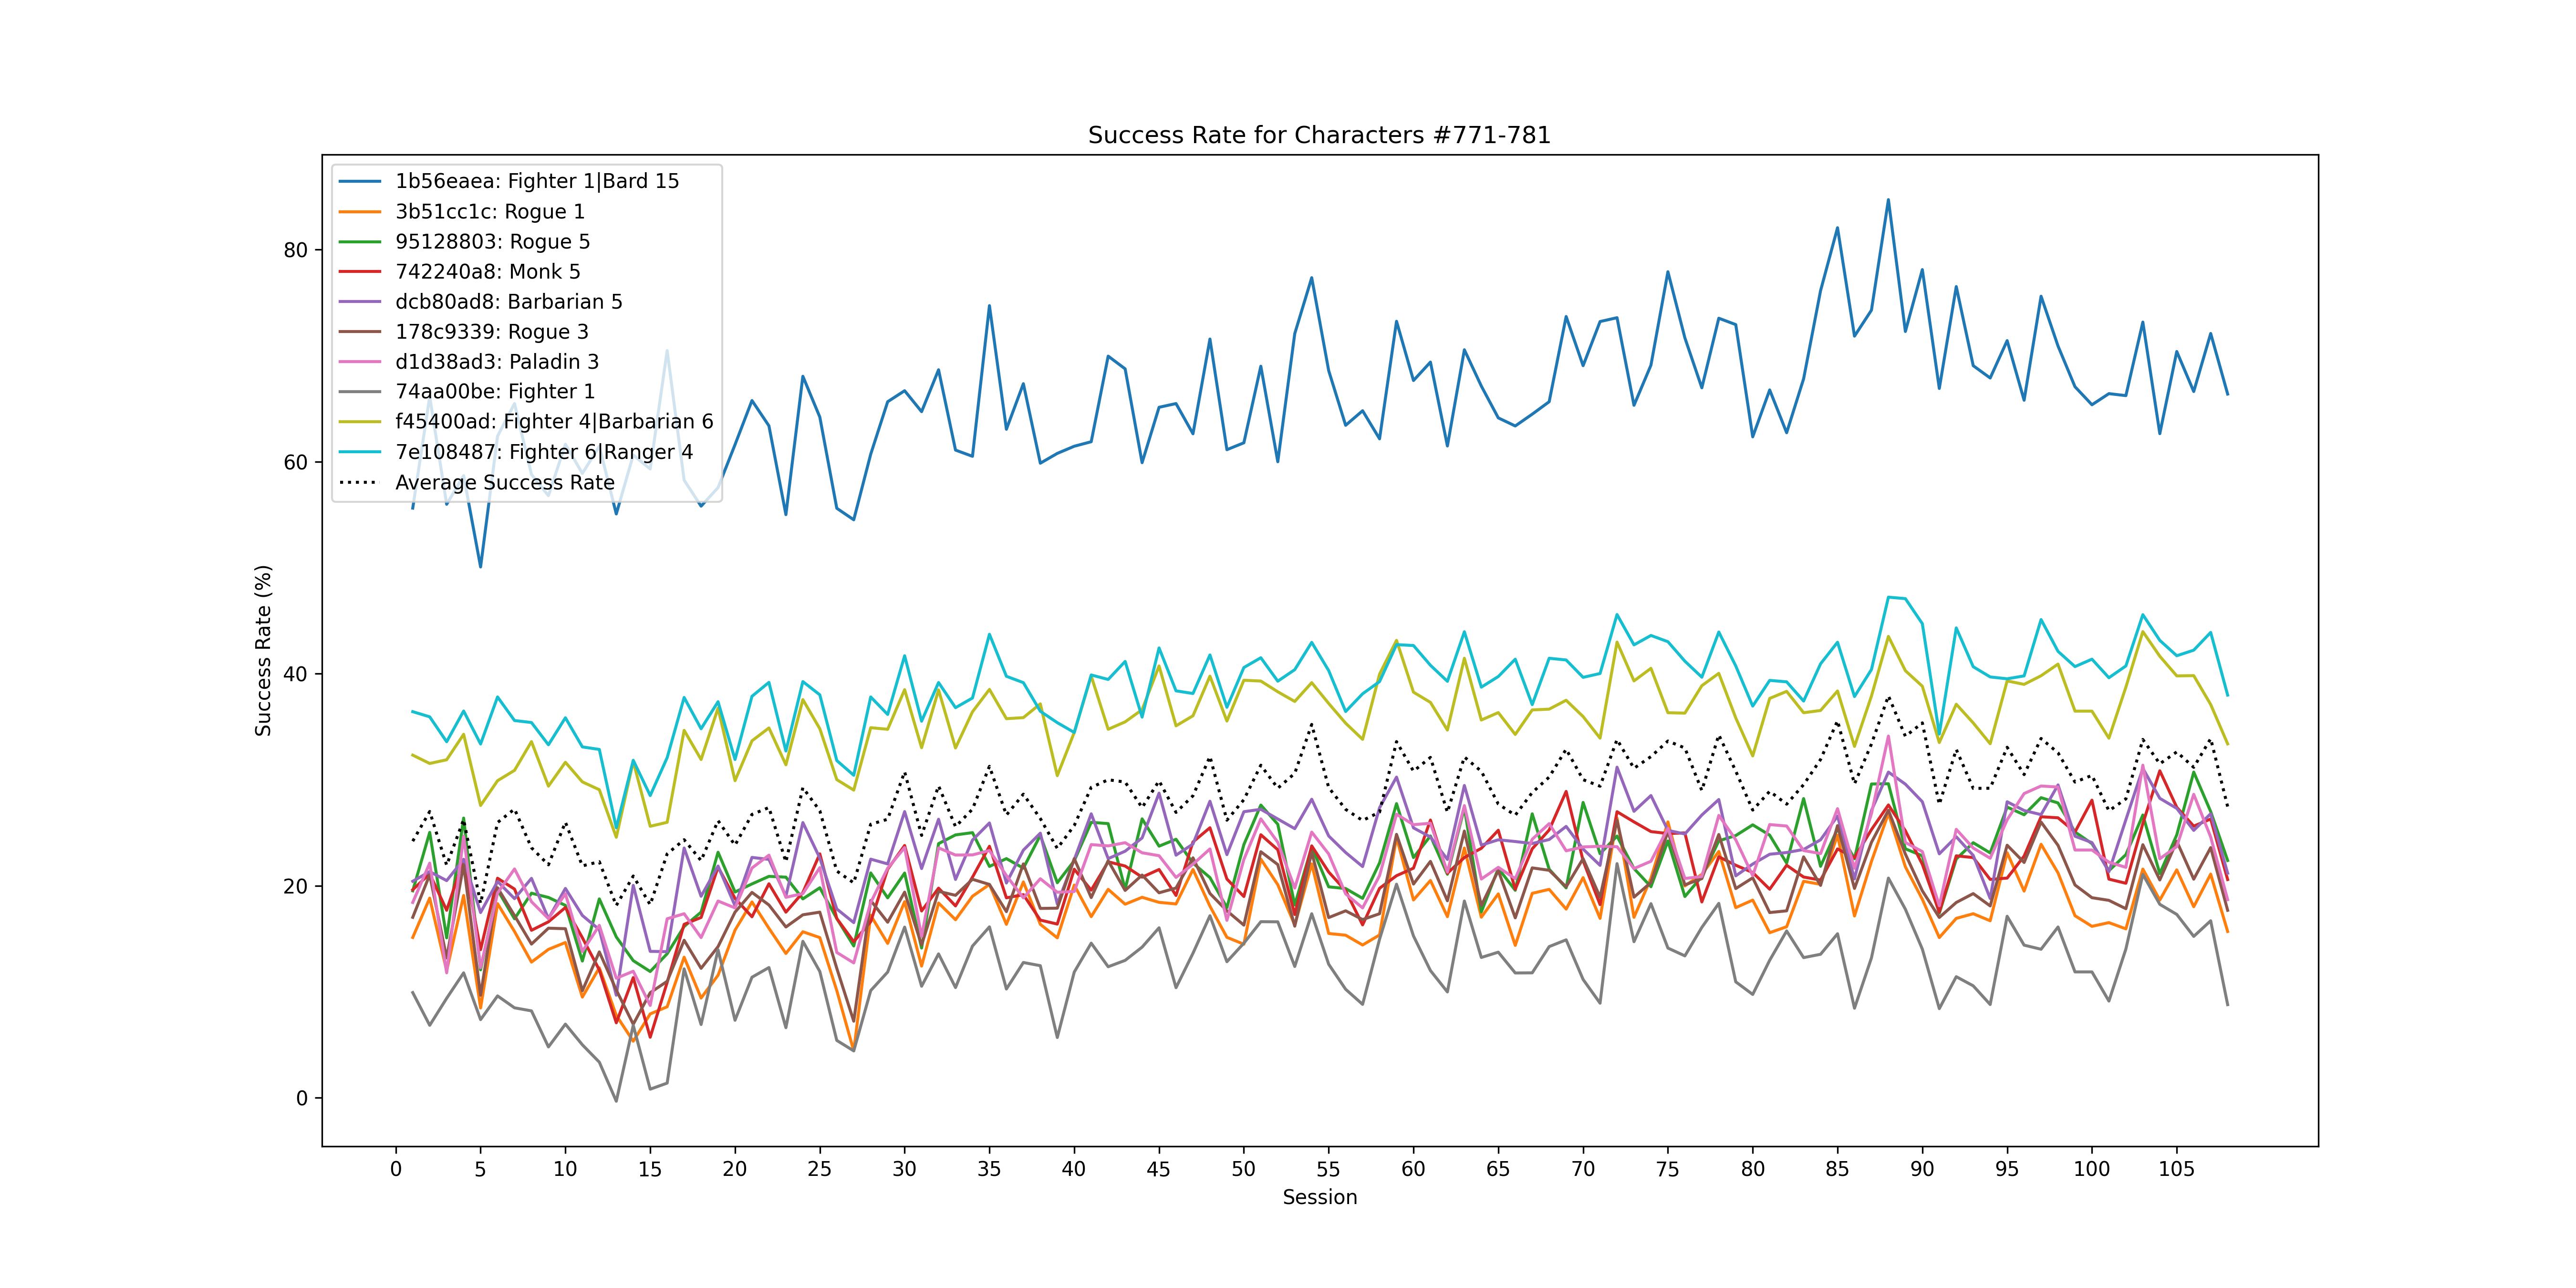 Success Rate for Characters #771-781
1b56eaea: Fighter 1|Bard 15
3b51cc1c: Rogue 1
95128803: Rogue 5
742240a8: Monk 5
dcb80ad8: Barbarian 5
178c9339: Rogue 3
d1d38ad3: Paladin 3
74aa00be: Fighter 1
f45400ad: Fighter 4|Barbarian 6
7e108487: Fighter 6|Ranger 4
Average Success Rate
Success Rate (%)
80
60
40
20
0
0 5 10 15 20 25 30 35 40 45 50 55 60 65 70 75 80 85 90 95 100 105
Session